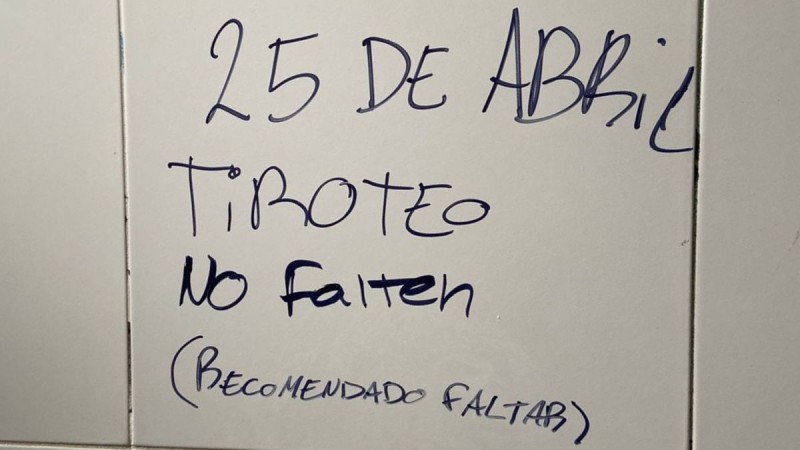 25 DE ABRiL
TiROTEO
NO Falten
(RECOMENDADO FALTAR)